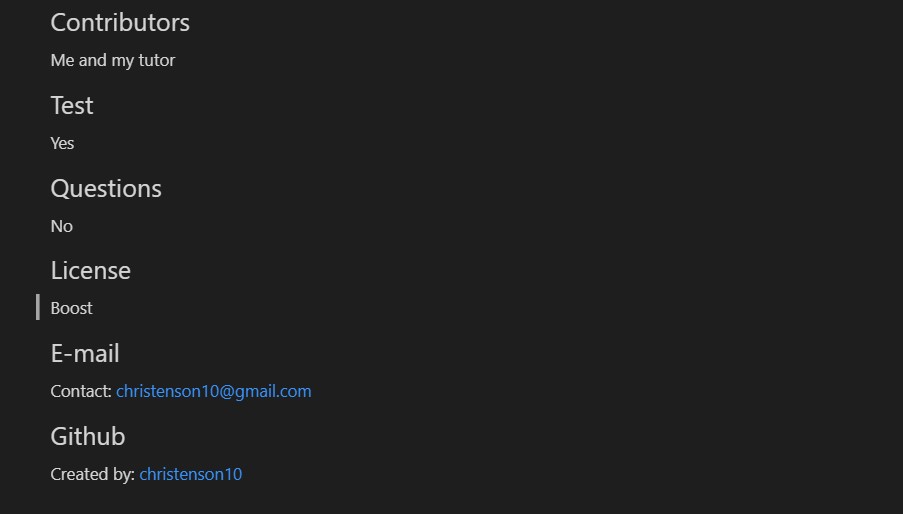 Contributors
Me and my tutor
Test
Yes
Questions
No
License
Boost
E-mail
Contact: christenson10@gmail.com
Github
Created by: christenson10